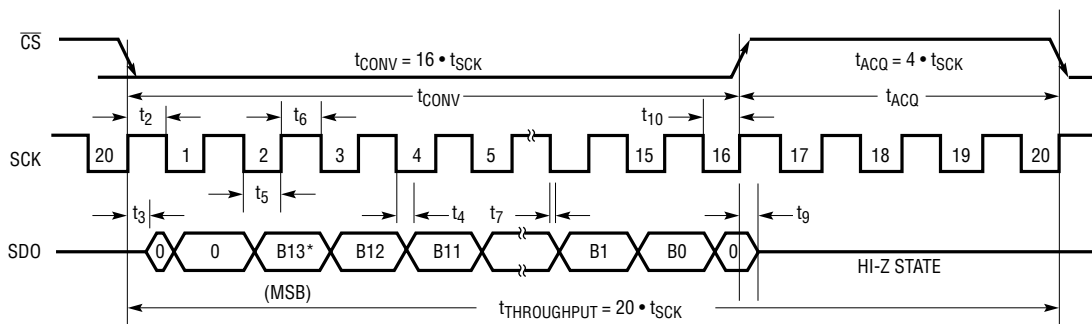 CS
tCONV = 16 • tSCK
tACQ = 4 • tSCK
tCONV
tACQ
t2
t6
t10
SCK
20
1
2
3
4
5
15
16
17
18
19
20
t3
t5
t4
t7
t9
SDO
0
0
B13*
B12
B11
B1
B0
0
HI-Z STATE
(MSB)
tTHROUGHPUT = 20 • tSCK